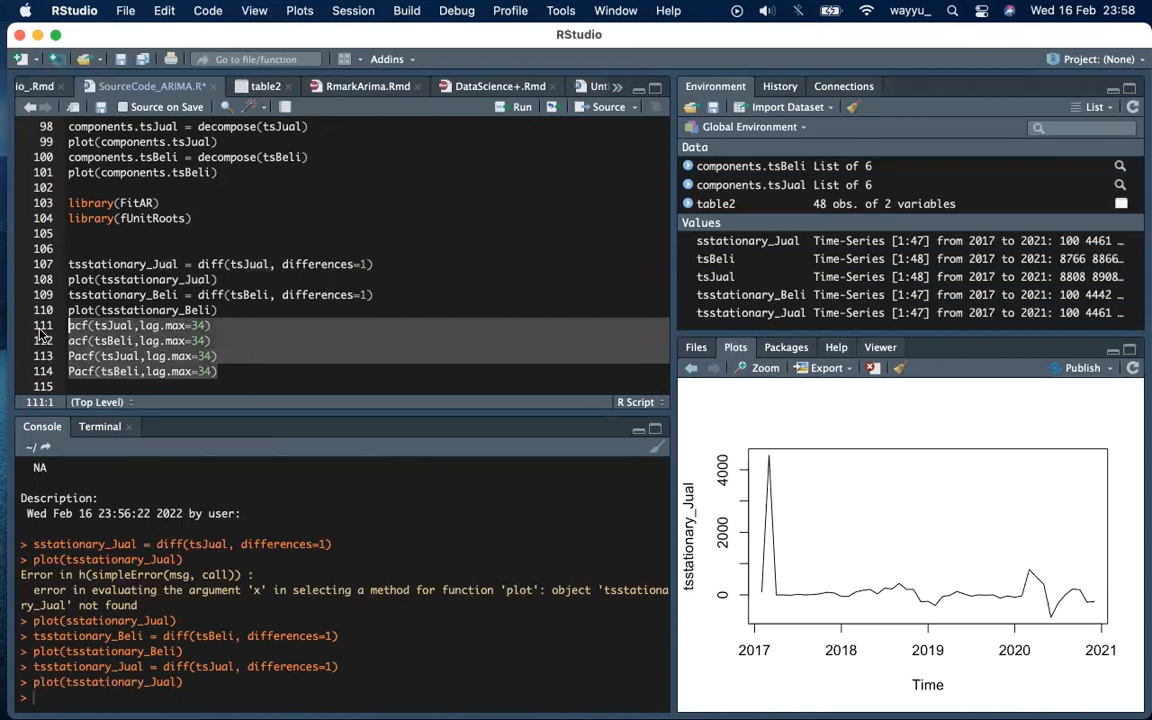 RStudio File Edit Code View Plots Session Build Debug Profile Tools Window Help wayyu_ Wed 16 Feb 23:58
RStudio
Go to file/function Addins Project: (None)
io_.Rmd SourceCode_ARIMA.R* table2 RmarkArima.Rmd DataScience+.Rmd Unt
Source on Save Run Source
98 components.tsJual = decompose(tsJual)
99 plot(components.tsJual)
100 components.tsBeli = decompose(tsBeli)
101 plot(components.tsBeli)
102
103 library(FitAR)
104 library(fUnitRoots)
105
106
107 tsstationary_Jual = diff(tsJual, differences=1)
108 plot(tsstationary_Jual)
109 tsstationary_Beli = diff(tsBeli, differences=1)
110 plot(tsstationary_Beli)
111 acf(tsJual,lag.max=34)
112 acf(tsBeli,lag.max=34)
113 Pacf(tsJual,lag.max=34)
114 Pacf(tsBeli,lag.max=34)
115
111:1 (Top Level) R Script
Console Terminal
~/
NA
Description:
Wed Feb 16 23:56:22 2022 by user:
> sstationary_Jual = diff(tsJual, differences=1)
> plot(tsstationary_Jual)
Error in h(simpleError(msg, call)) :
error in evaluating the argument 'x' in selecting a method for function 'plot': object 'tsstationa
ry_Jual' not found
> plot(sstationary_Jual)
> tsstationary_Beli = diff(tsBeli, differences=1)
> plot(tsstationary_Beli)
> tsstationary_Jual = diff(tsJual, differences=1)
> plot(tsstationary_Jual)
>
Environment History Connections
Import Dataset List
Global Environment
Data
components.tsBeli List of 6
components.tsJual List of 6
table2 48 obs. of 2 variables
Values
sstationary_Jual Time-Series [1:47] from 2017 to 2021: 100 4461 …
tsBeli Time-Series [1:48] from 2017 to 2021: 8766 8866…
tsJual Time-Series [1:48] from 2017 to 2021: 8808 8908…
tsstationary_Beli Time-Series [1:47] from 2017 to 2021: 100 4442 …
tsstationary_Jual Time-Series [1:47] from 2017 to 2021: 100 4461 …
Files Plots Packages Help Viewer
Zoom Export Publish
tsstationary_Jual
4000
2000
0
2017 2018 2019 2020 2021
Time